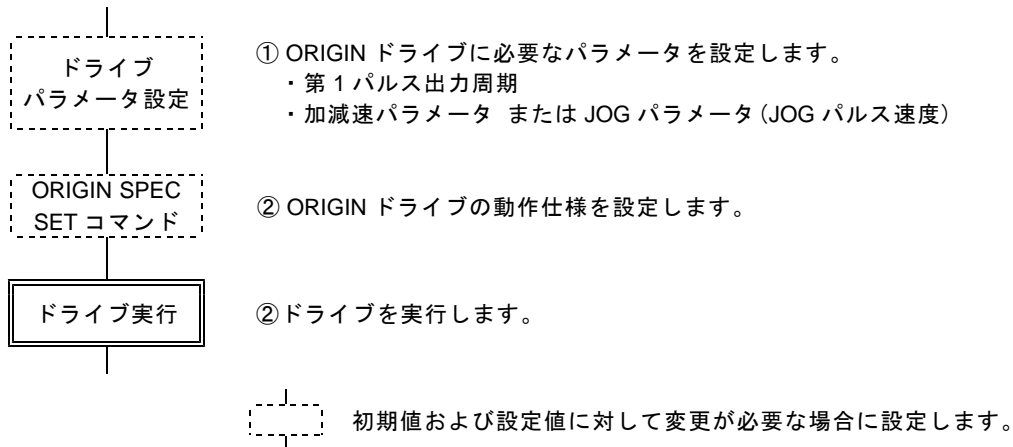 ドライブ
パラメータ設定
① ORIGIN ドライブに必要なパラメータを設定します。
・第 1 パルス出力周期
・加減速パラメータ または JOG パラメータ(JOG パルス速度)
ORIGIN SPEC
SET コマンド
② ORIGIN ドライブの動作仕様を設定します。
ドライブ実行
②ドライブを実行します。
初期値および設定値に対して変更が必要な場合に設定します。